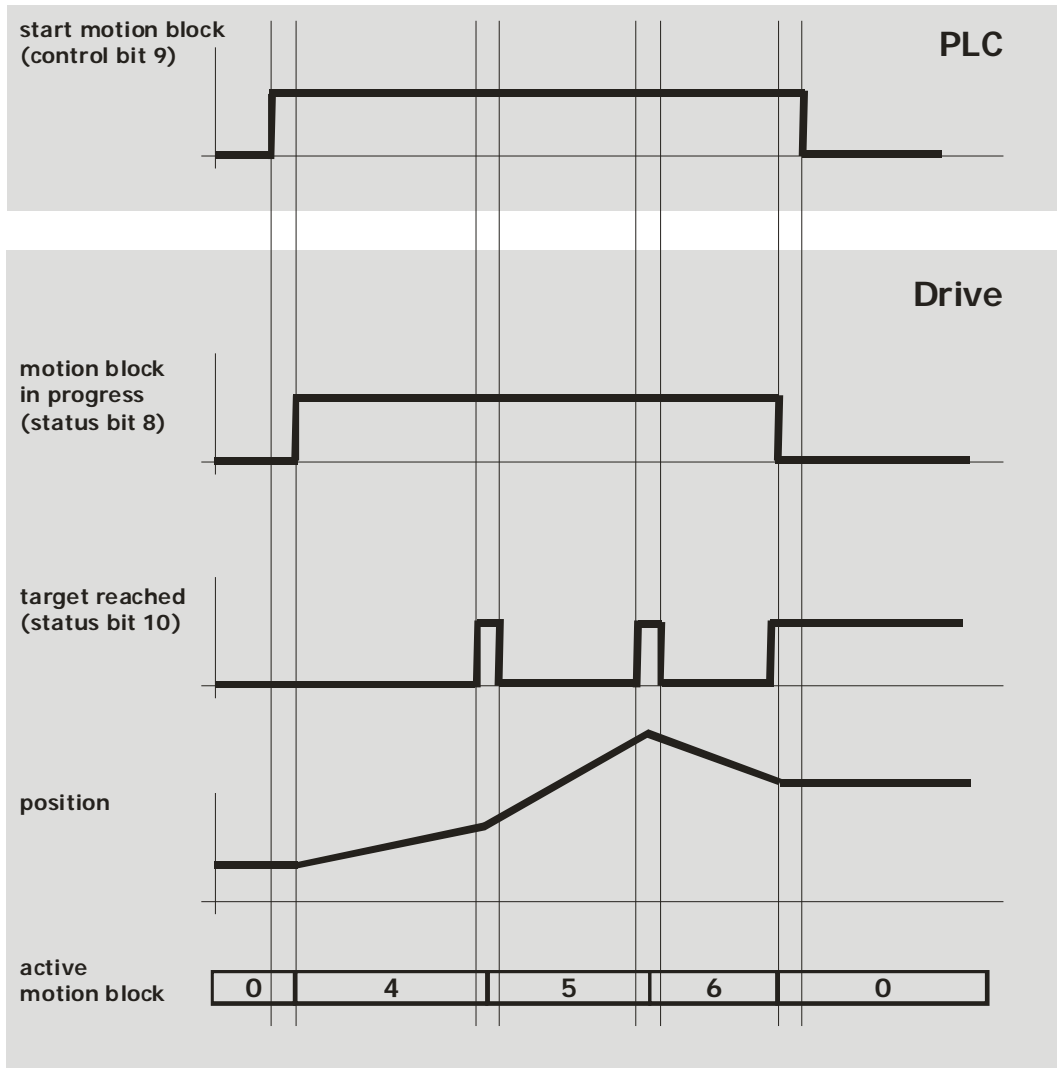 start motion block
(control bit 9)
PLC
Drive
motion block
in progress
(status bit 8)
target reached
(status bit 10)
position
active
motion block
0 4 5 6 0